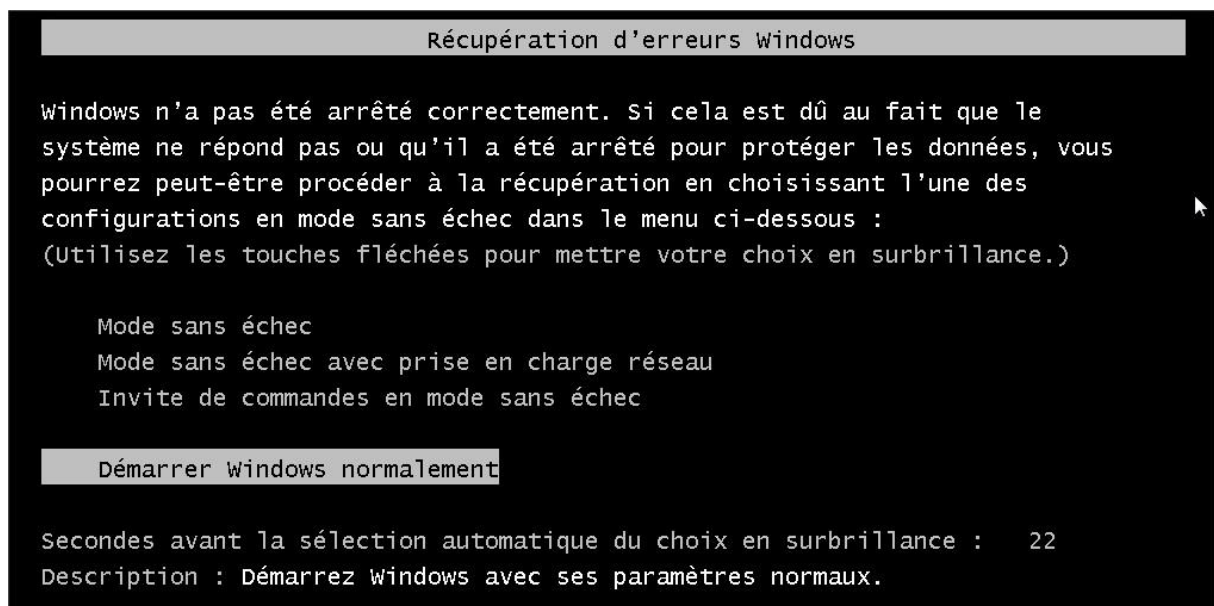 Récupération d'erreurs Windows
Windows n'a pas été arrêté correctement. Si cela est dû au fait que le
système ne répond pas ou qu'il a été arrêté pour protéger les données, vous
pourrez peut-être procéder à la récupération en choisissant l'une des
configurations en mode sans échec dans le menu ci-dessous :
(Utilisez les touches fléchées pour mettre votre choix en surbrillance.)
Mode sans échec
Mode sans échec avec prise en charge réseau
Invite de commandes en mode sans échec
Démarrer Windows normalement
Secondes avant la sélection automatique du choix en surbrillance : 22
Description : Démarrez Windows avec ses paramètres normaux.